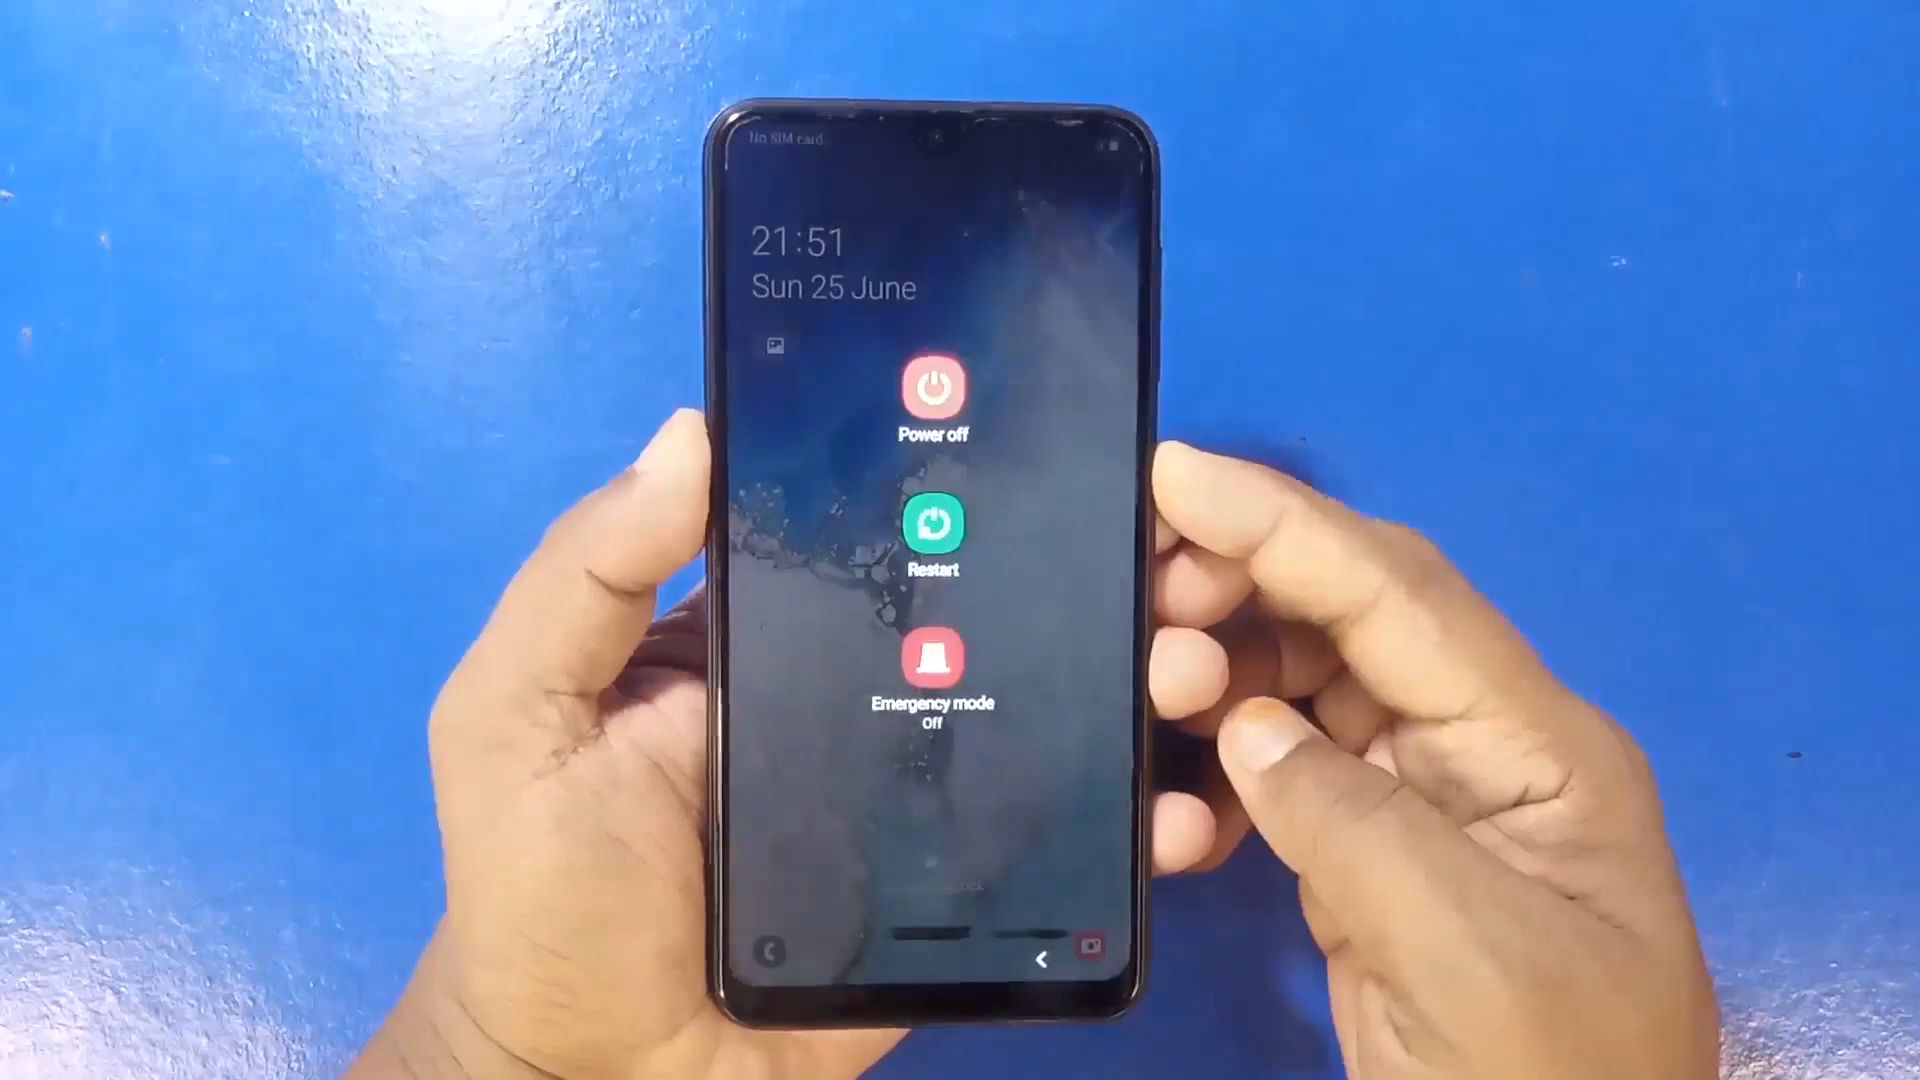 No SIM card
21:51
Sun 25 June
Power off
Restart
Emergency mode
Off